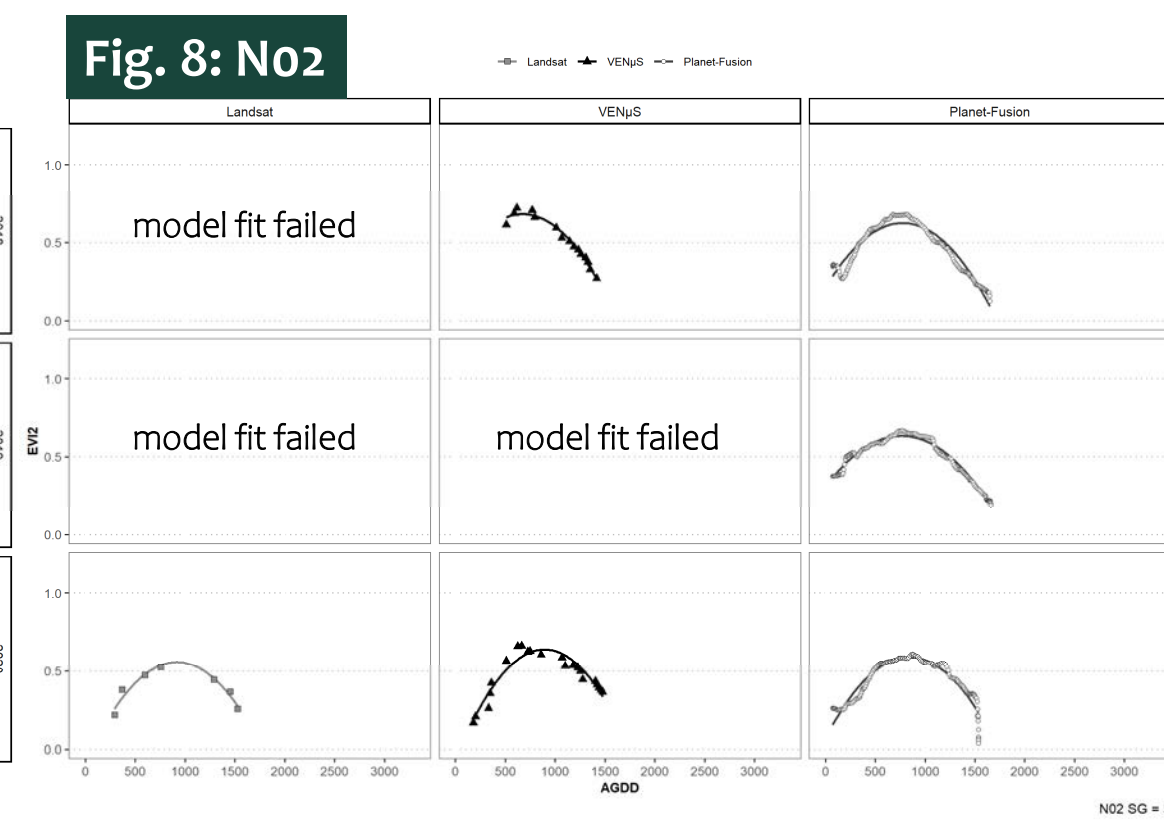 Fig. 8: N02
Landsat VENµS Planet-Fusion
Landsat VENµS Planet-Fusion
1.0
model fit failed
0.5
0.0
1.0
model fit failed model fit failed
EVI2
0.5
0.0
1.0
0.5
0.0
0 500 1000 1500 2000 2500 3000 0 500 1000 1500 2000 2500 3000 0 500 1000 1500 2000 2500 3000
AGDD
N02 SG =